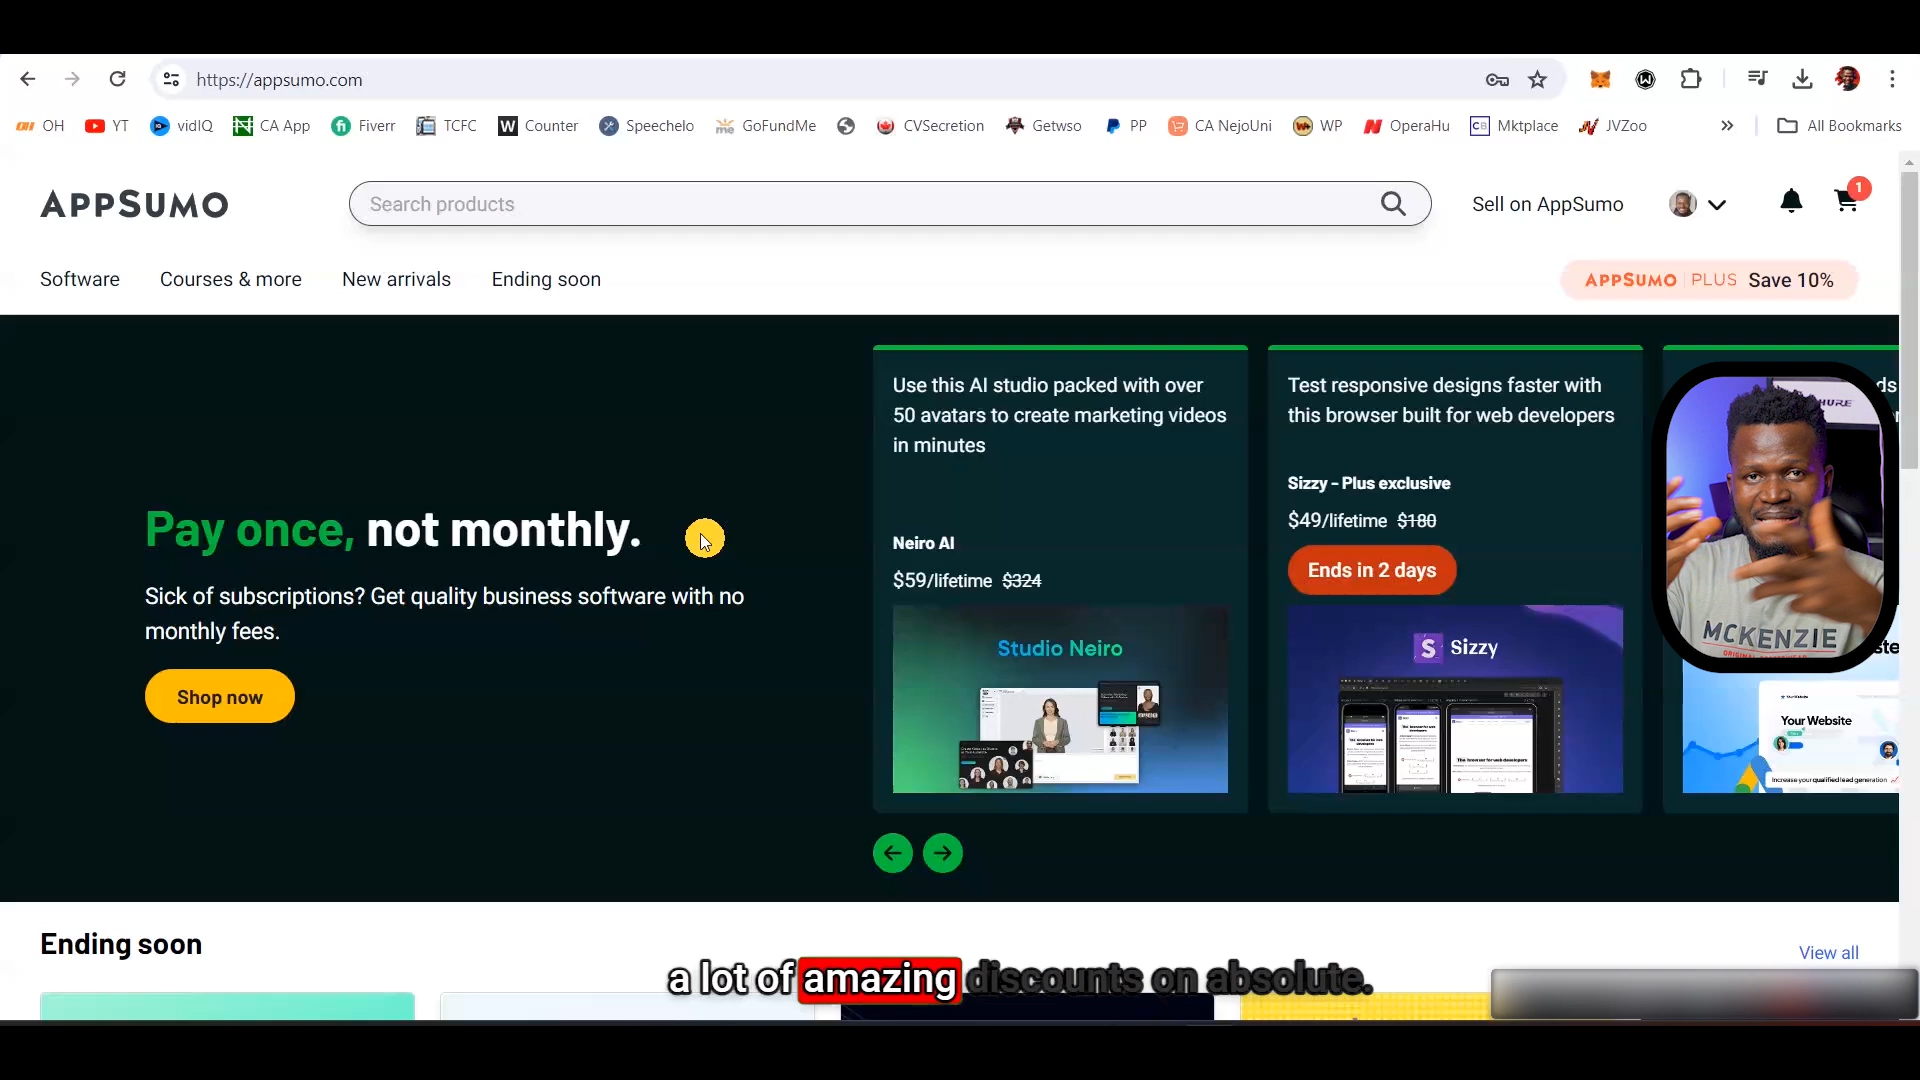 https://appsumo.com
OH YT vidIQ CA App Fiverr TCFC Counter Speechelo GoFundMe CVSecretion Getwso PP CA NejoUni WP OperaHu Mktplace JVZoo All Bookmarks
APPSUMO
Search products
Sell on AppSumo
1
Software Courses & more New arrivals Ending soon
APPSUMO PLUS Save 10%
Pay once, not monthly.
Sick of subscriptions? Get quality business software with no
monthly fees.
Shop now
Use this AI studio packed with over
50 avatars to create marketing videos
in minutes
Neiro AI
$59/lifetime $324
Studio Neiro
Test responsive designs faster with
this browser built for web developers
Sizzy - Plus exclusive
$49/lifetime $180
Ends in 2 days
Sizzy
MCKENZIE
Your Website
Increase your qualified lead generation
Ending soon
View all
a lot of amazing discounts on absolute.